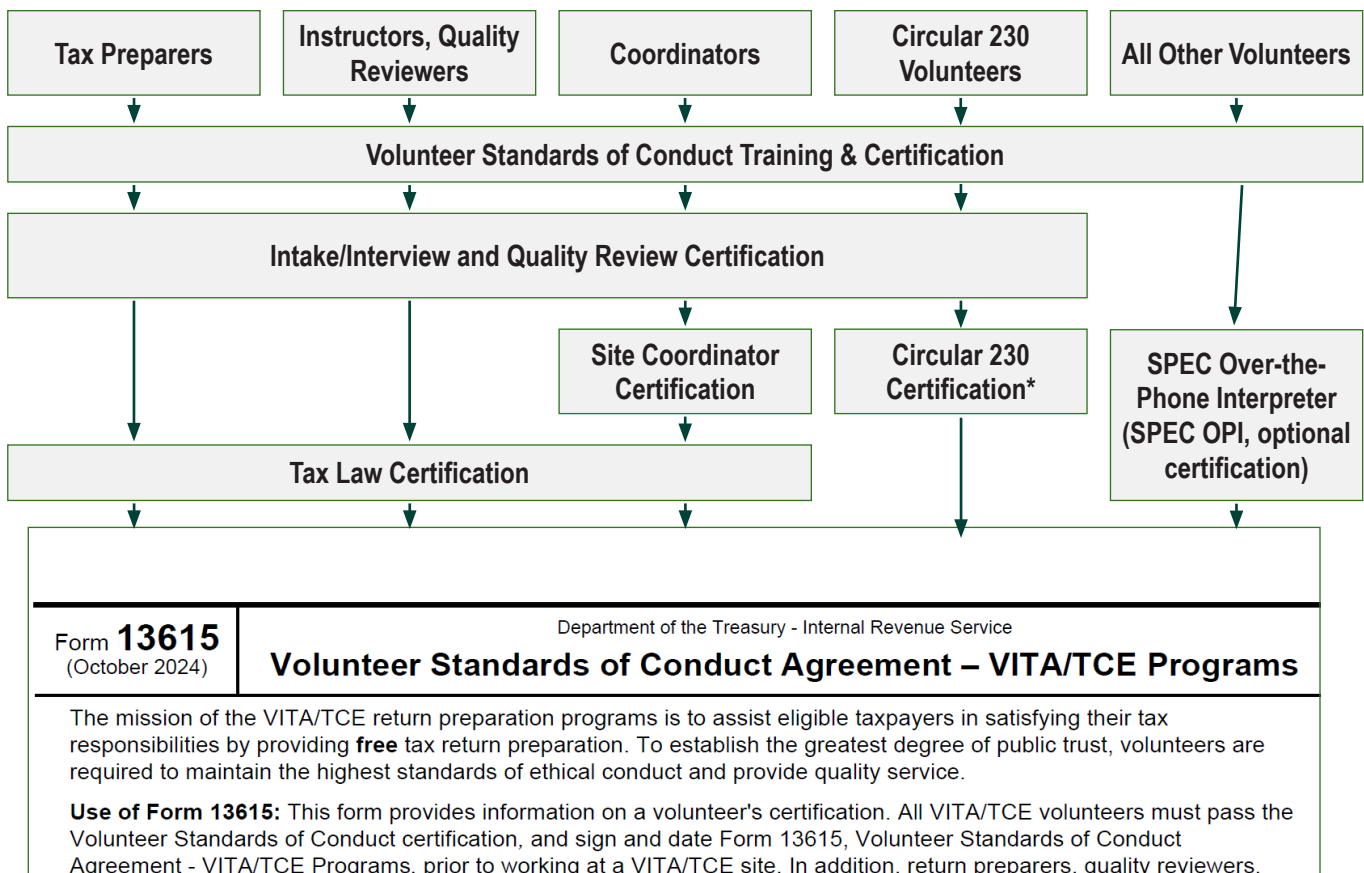 Tax Preparers
Instructors, Quality
Reviewers
Coordinators
Circular 230
Volunteers
All Other Volunteers
Volunteer Standards of Conduct Training & Certification
Intake/Interview and Quality Review Certification
Site Coordinator
Certification
Circular 230
Certification*
SPEC Over-the-
Phone Interpreter
(SPEC OPI, optional
certification)
Tax Law Certification
Form 13615
(October 2024)
Department of the Treasury - Internal Revenue Service
Volunteer Standards of Conduct Agreement – VITA/TCE Programs
The mission of the VITA/TCE return preparation programs is to assist eligible taxpayers in satisfying their tax
responsibilities by providing free tax return preparation. To establish the greatest degree of public trust, volunteers are
required to maintain the highest standards of ethical conduct and provide quality service.
Use of Form 13615: This form provides information on a volunteer's certification. All VITA/TCE volunteers must pass the
Volunteer Standards of Conduct certification, and sign and date Form 13615, Volunteer Standards of Conduct
Agreement - VITA/TCE Programs, prior to working at a VITA/TCE site. In addition, return preparers, quality reviewers,